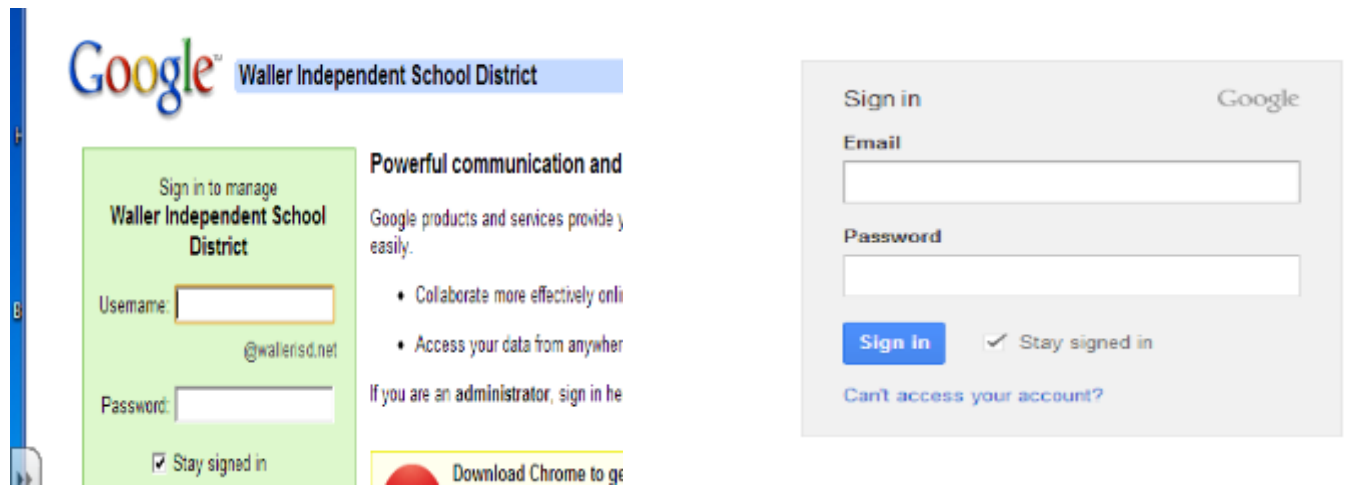 Google™ Waller Independent School District
Sign in to manage
Waller Independent School
District
Username:
@wallerisd.net
Password:
Stay signed in
Powerful communication and
Google products and services provide y
easily.
• Collaborate more effectively onli
• Access your data from anywher
If you are an administrator, sign in he
Download Chrome to ge
Sign in Google
Email
Password
Sign in Stay signed in
Can't access your account?